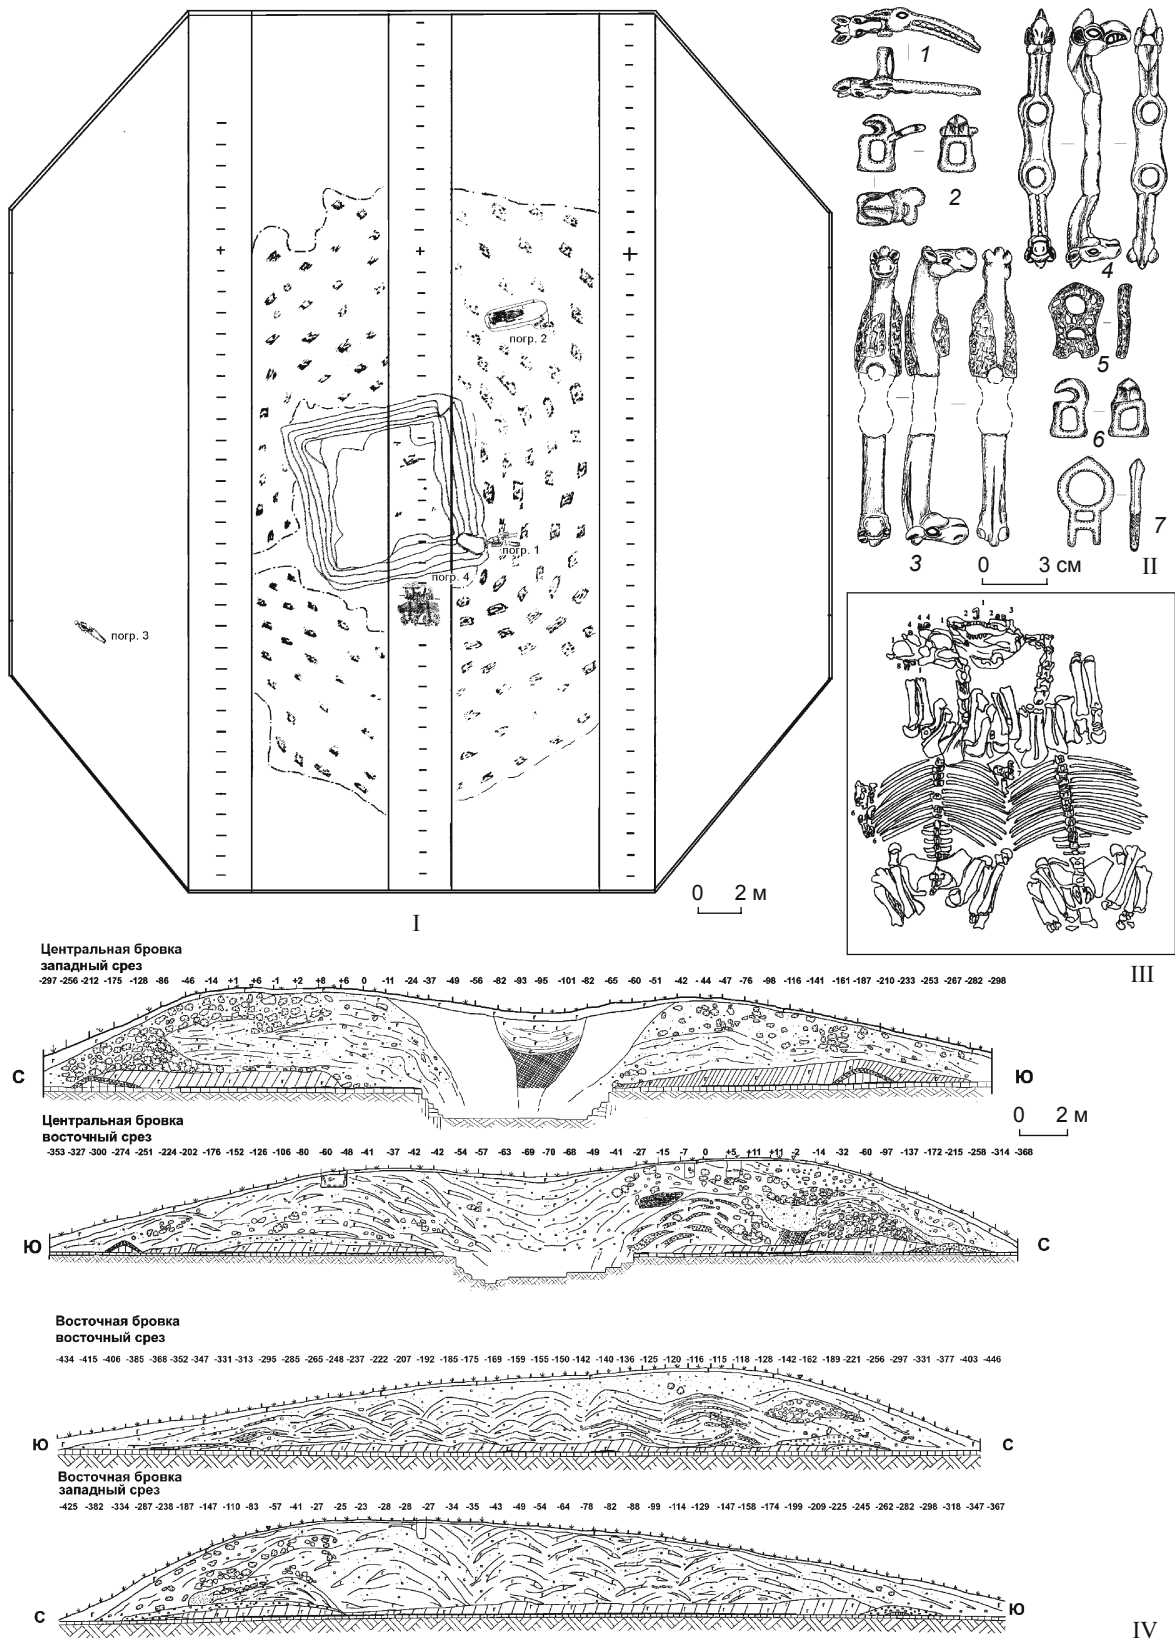 погр. 2
погр. 1
погр. 4
погр. 3
0 2 м
I
1
2
4
5
6
7
3
0 3 см
II
III
Центральная бровка
западный срез
-297 -256 -212 -175 -128 -86 -46 -14 +1 +6 -1 +2 +8 +6 0 -11 -24 -37 -49 -56 -82 -93 -95 -101 -82 -65 -60 -51 -42 -44 -47 -76 -98 -116 -141 -161 -187 -210 -233 -253 -267 -282 -298
С
Ю
0 2 м
Центральная бровка
восточный срез
-353 -327 -300 -274 -251 -224 -202 -176 -152 -126 -106 -80 -60 -48 -41 -37 -42 -42 -54 -57 -63 -69 -70 -68 -49 -41 -27 -15 -7 0 +5 +11 +11 -2 -14 -32 -60 -97 -137 -172 -215 -258 -314 -368
Ю
С
Восточная бровка
восточный срез
-434 -415 -406 -385 -368 -352 -347 -331 -313 -295 -285 -265 -248 -237 -222 -207 -192 -185 -175 -169 -159 -155 -150 -142 -140 -136 -125 -120 -116 -115 -118 -128 -142 -162 -189 -221 -256 -297 -331 -377 -403 -446
Ю
С
Восточная бровка
западный срез
-425 -382 -334 -287 -238 -187 -147 -110 -83 -57 -41 -27 -25 -23 -28 -28 -27 -34 -35 -43 -49 -54 -64 -78 -82 -88 -99 -114 -129 -147 -158 -174 -199 -209 -225 -245 -262 -282 -298 -318 -347 -367
С
Ю
IV